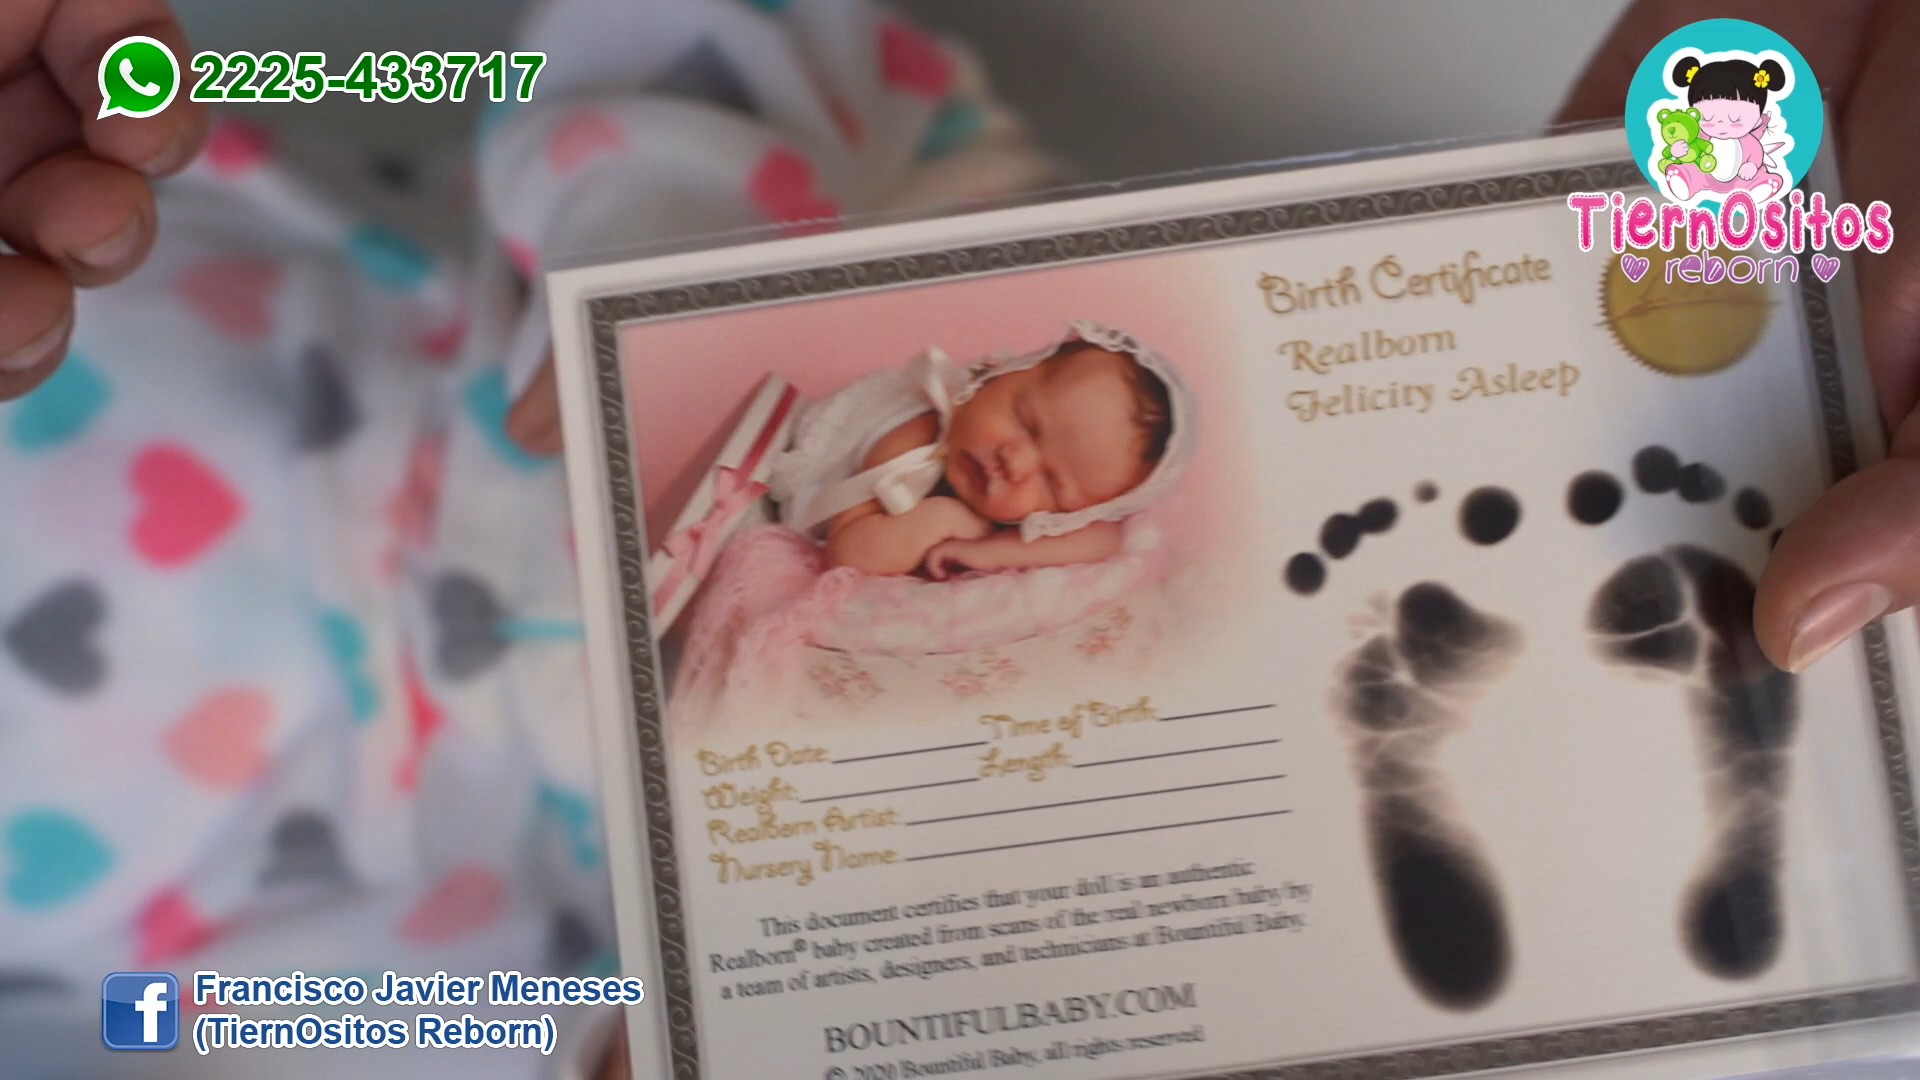 2225-433717
TiernOsitos
reborn
Birth Certificate
Realborn
Felicity Asleep
Birth Date: Time of Birth:
Weight: Length:
Realborn Artist:
Nursery Name:
This document certifies that your doll is an authentic
Realborn® baby created from scans of the real newborn baby by
a team of artists, designers, and technicians at Bountiful Baby.
BOUNTIFULBABY.COM
© 2020 Bountiful Baby, all rights reserved
Francisco Javier Meneses
(TiernOsitos Reborn)